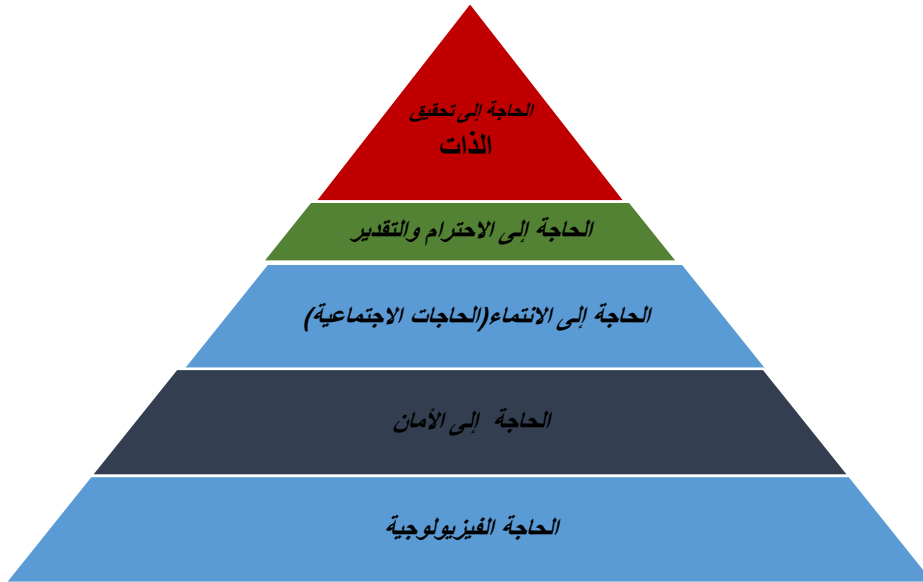 الحاجة إلى تحقيق
الذات
الحاجة إلى الاحترام والتقدير
الحاجة إلى الانتماء(الحاجات الاجتماعية)
الحاجة إلى الأمان
الحاجة الفيزيولوجية